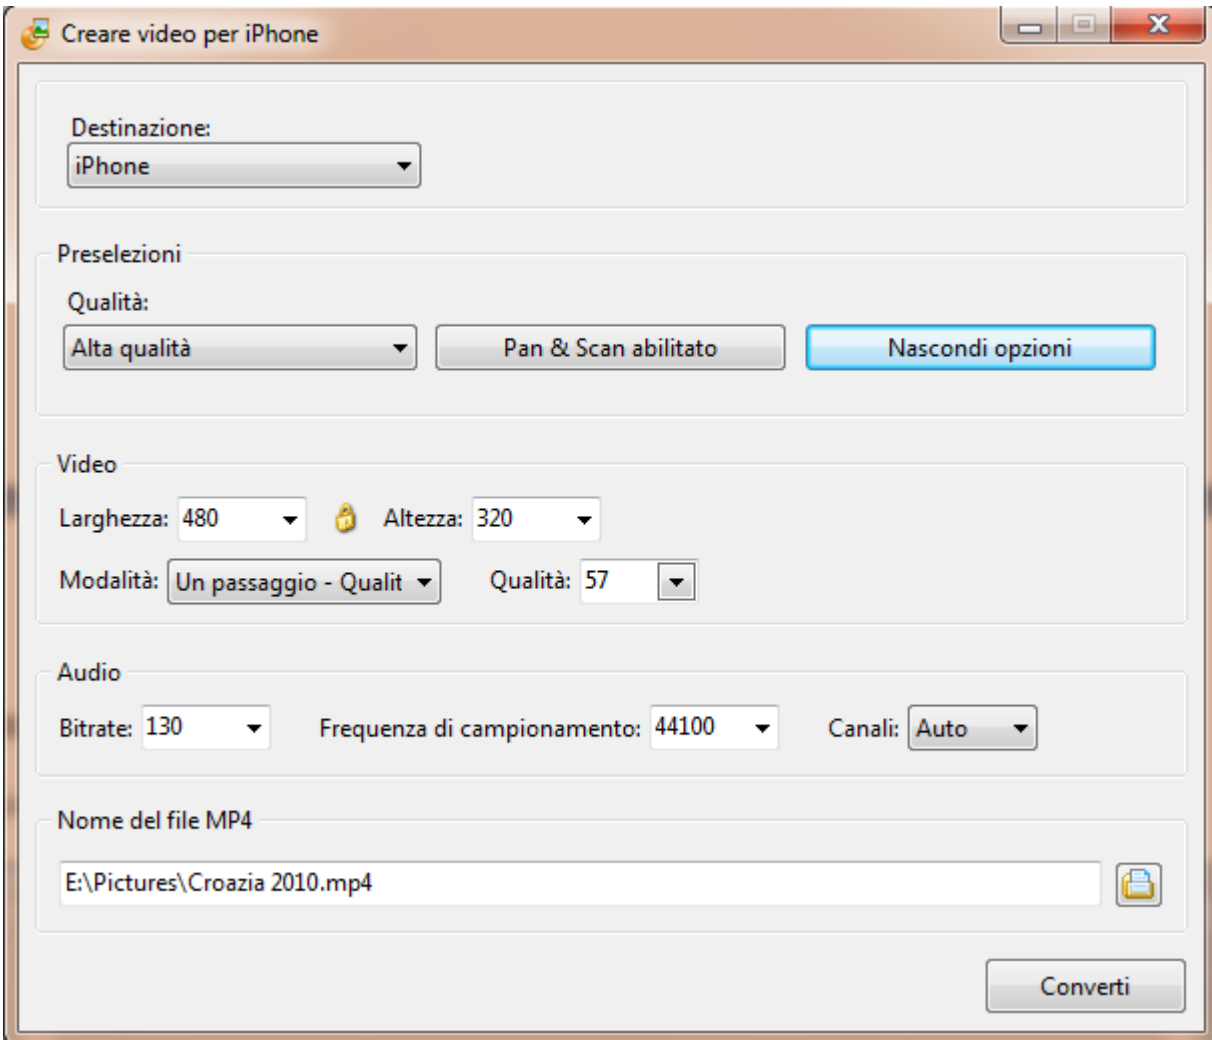 Creare video per iPhone
Destinazione:
iPhone
Preselezioni
Qualità:
Alta qualità Pan & Scan abilitato Nascondi opzioni
Video
Larghezza: 480 Altezza: 320
Modalità: Un passaggio - Qualit Qualità: 57
Audio
Bitrate: 130 Frequenza di campionamento: 44100 Canali: Auto
Nome del file MP4
E:\Pictures\Croazia 2010.mp4
Converti